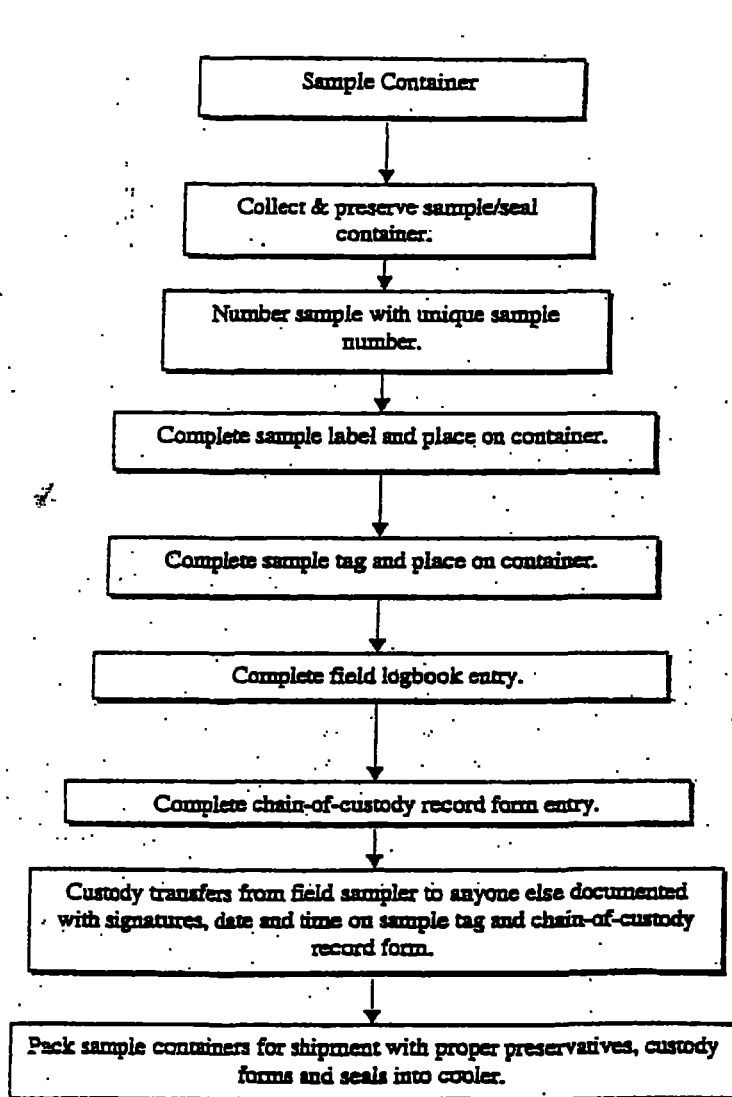 Sample Container
Collect & preserve sample/seal
container.
Number sample with unique sample
number.
Complete sample label and place on container.
Complete sample tag and place on container.
Complete field logbook entry.
Complete chain-of-custody record form entry.
Custody transfers from field sampler to anyone else documented
with signatures, date and time on sample tag and chain-of-custody
record form.
Pack sample containers for shipment with proper preservatives, custody
forms and seals into cooler.